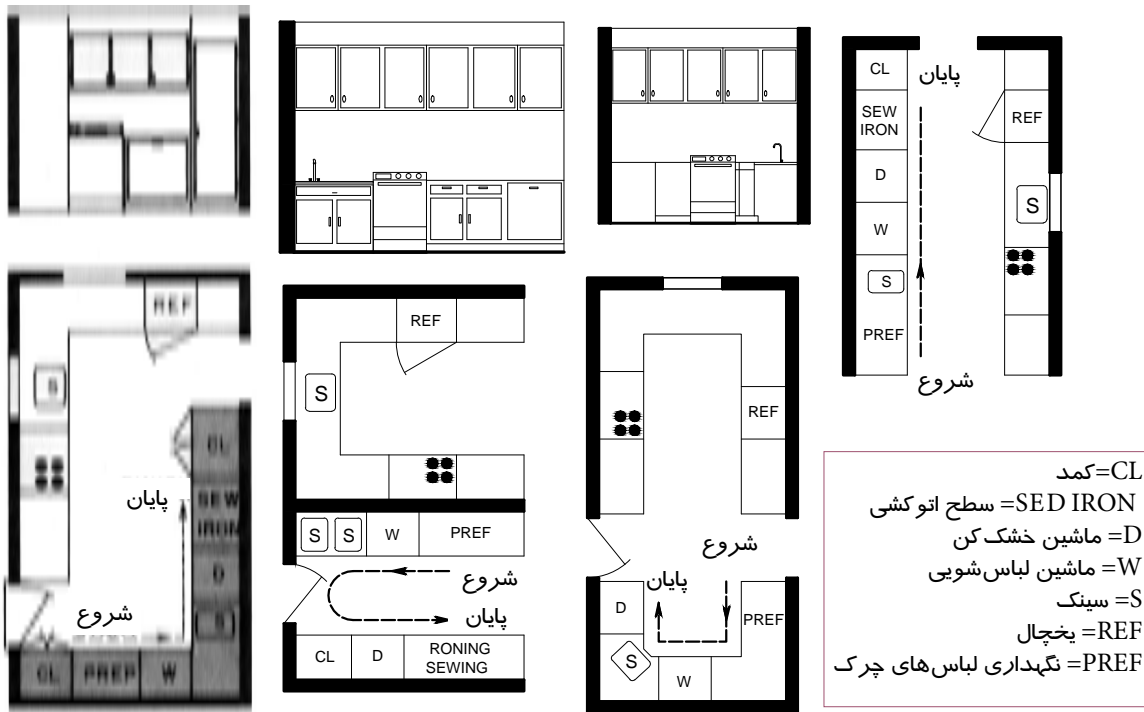 REF
S
CL
SEW
IRON
D
S
W
PREP
CL
پایان
شروع
REF
S
S
S
W
PREF
شروع
پایان
CL
D
RONING
SEWING
REF
شروع
پایان
D
PREF
S
W
CL
پایان
SEW
IRON
REF
D
S
W
S
PREF
شروع
CL=کمد
SED IRON= سطح اتوکشی
D= ماشین خشک‌کن
W= ماشین لباس‌شویی
S= سینک
REF= یخچال
PREF= نگهداری لباس‌های چرک